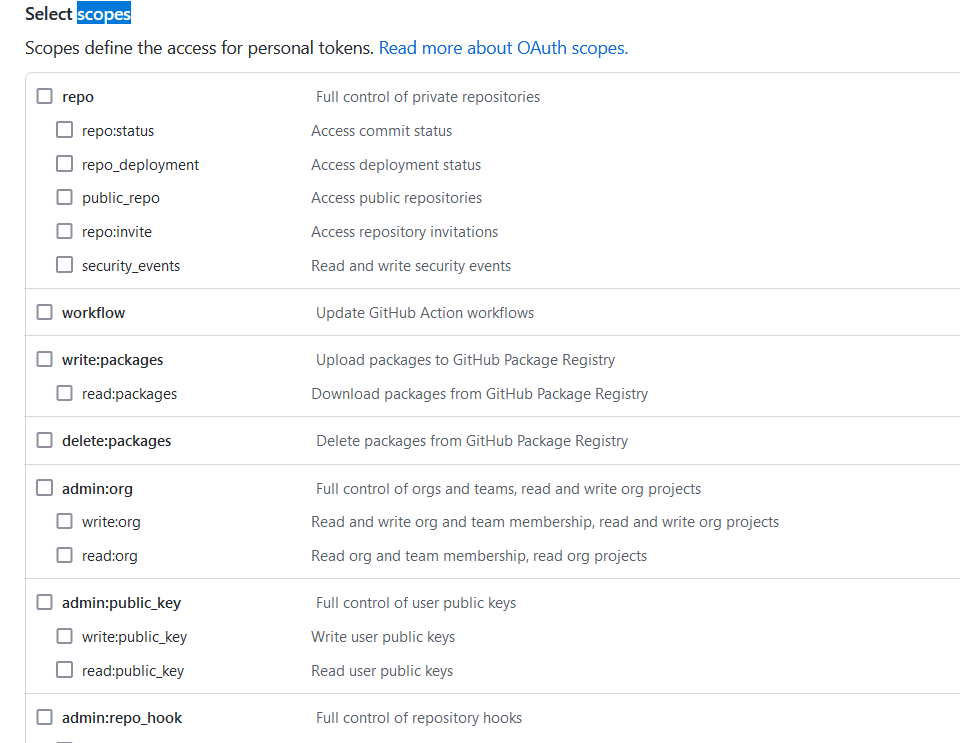 Select scopes
Scopes define the access for personal tokens. Read more about OAuth scopes.
repo Full control of private repositories
repo:status Access commit status
repo_deployment Access deployment status
public_repo Access public repositories
repo:invite Access repository invitations
security_events Read and write security events
workflow Update GitHub Action workflows
write:packages Upload packages to GitHub Package Registry
read:packages Download packages from GitHub Package Registry
delete:packages Delete packages from GitHub Package Registry
admin:org Full control of orgs and teams, read and write org projects
write:org Read and write org and team membership, read and write org projects
read:org Read org and team membership, read org projects
admin:public_key Full control of user public keys
write:public_key Write user public keys
read:public_key Read user public keys
admin:repo_hook Full control of repository hooks